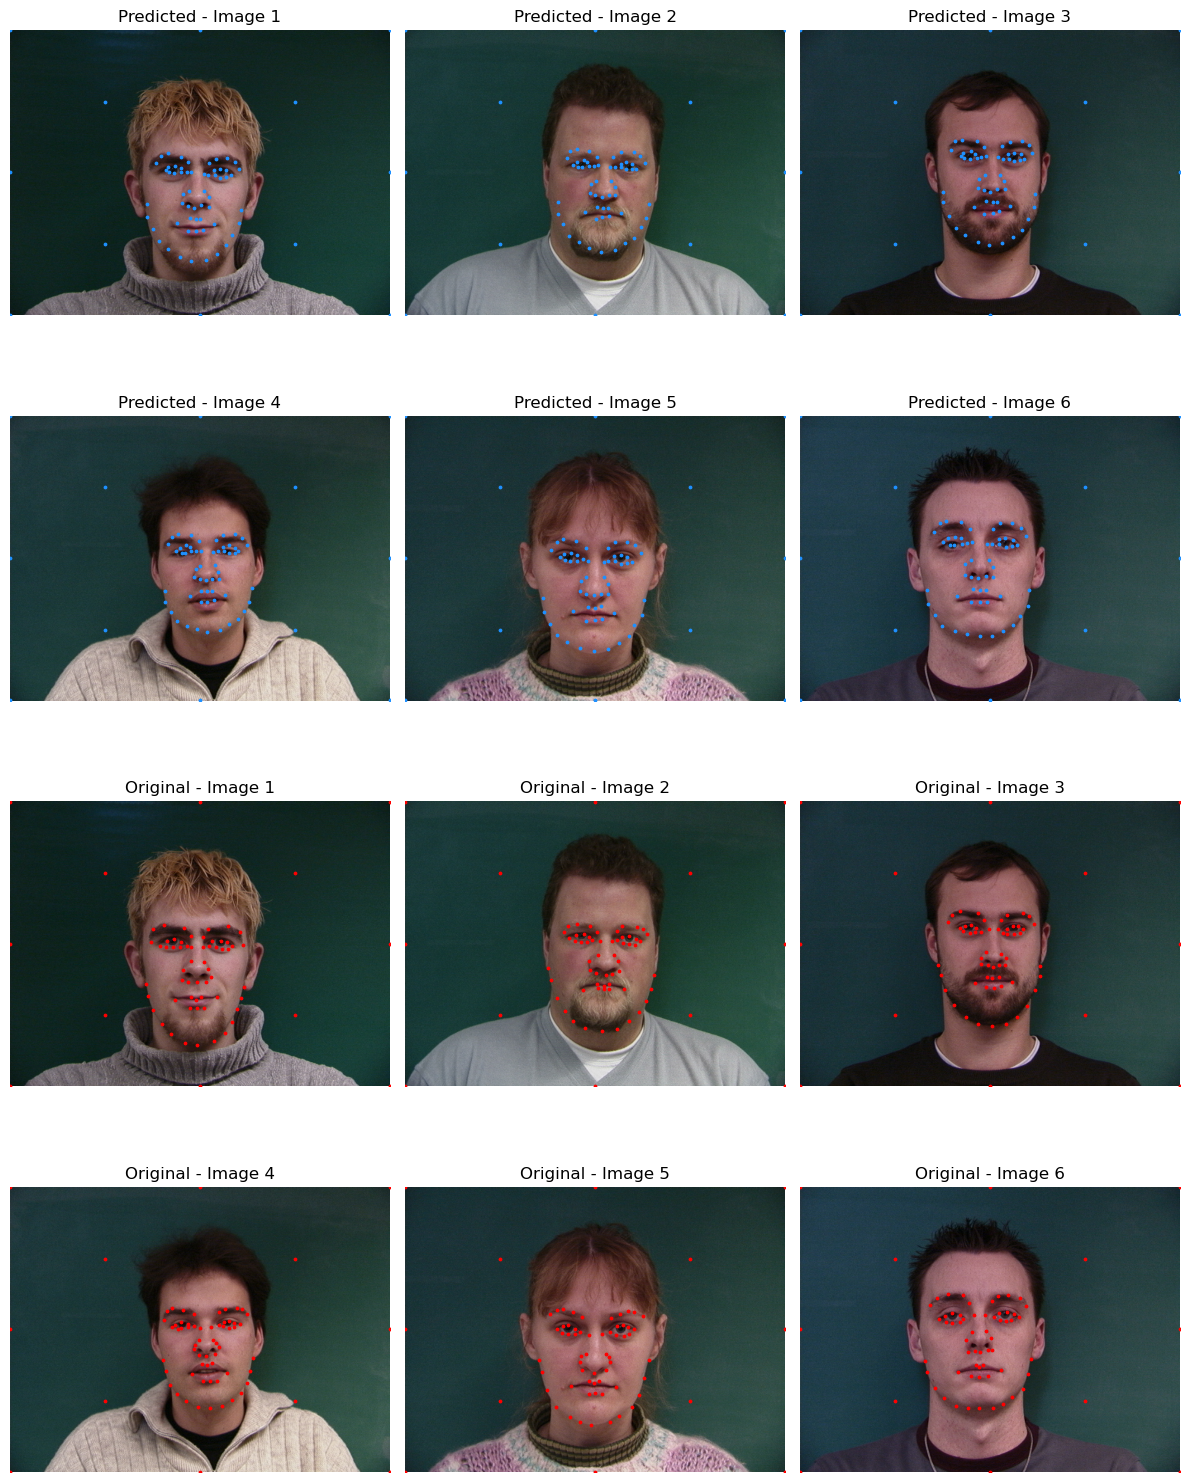 Predicted - Image 1
Predicted - Image 2
Predicted - Image 3
Predicted - Image 4
Predicted - Image 5
Predicted - Image 6
Original - Image 1
Original - Image 2
Original - Image 3
Original - Image 4
Original - Image 5
Original - Image 6